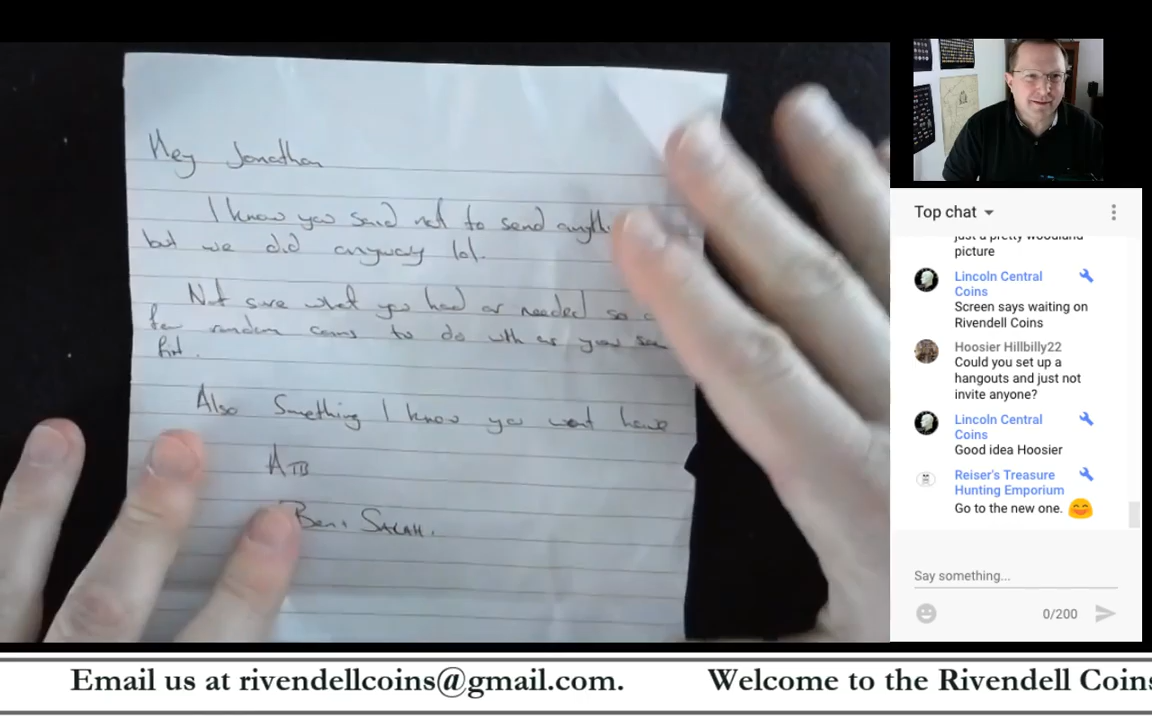 Hey Jonathan
I know you said not to send
but we did anyway lol.
Not sure what you had or needed so a
few random coins to do with as you see
fit.
Also Something I know you wont have
ATB
Ben + SARAH.
Top chat
just a pretty woodland
picture
Lincoln Central
Coins
Screen says waiting on
Rivendell Coins
Hoosier Hillbilly22
Could you set up a
hangouts and just not
invite anyone?
Lincoln Central
Coins
Good idea Hoosier
Reiser's Treasure
Hunting Emporium
Go to the new one.
Say something...
0/200
Email us at rivendellcoins@gmail.com. Welcome to the Rivendell Coins